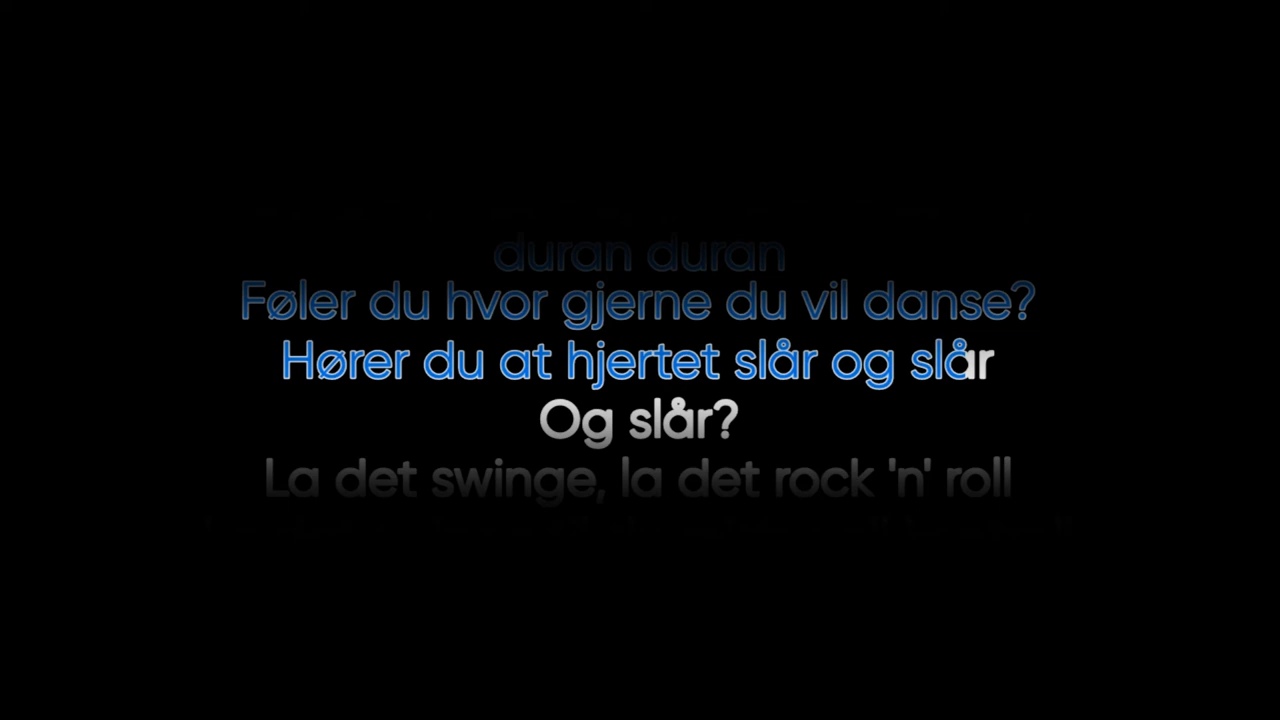 duran duran
Føler du hvor gjerne du vil danse?
Hører du at hjertet slår og slår
Og slår?
La det swinge, la det rock 'n' roll